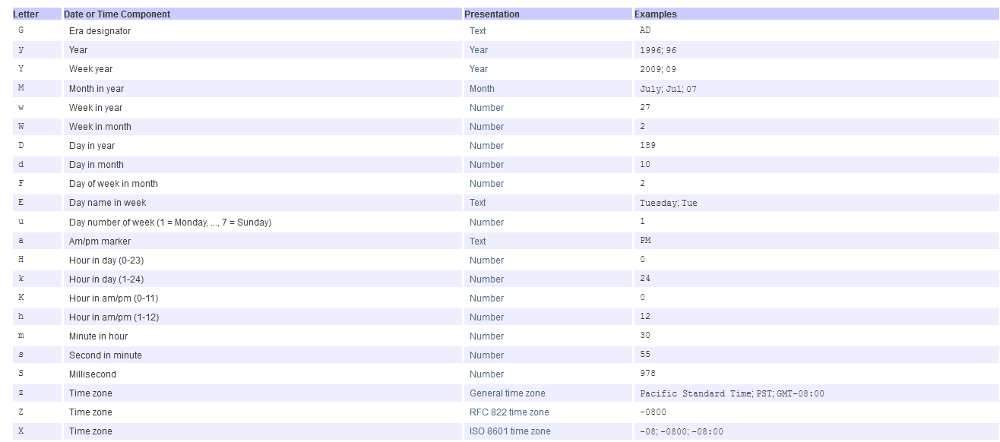 Letter Date or Time Component Presentation Examples
G Era designator Text AD
y Year Year 1996; 96
Y Week year Year 2009; 09
M Month in year Month July; Jul; 07
w Week in year Number 27
W Week in month Number 2
D Day in year Number 189
d Day in month Number 10
F Day of week in month Number 2
E Day name in week Text Tuesday; Tue
u Day number of week (1 = Monday, ..., 7 = Sunday) Number 1
a Am/pm marker Text PM
H Hour in day (0-23) Number 0
k Hour in day (1-24) Number 24
K Hour in am/pm (0-11) Number 0
h Hour in am/pm (1-12) Number 12
m Minute in hour Number 30
s Second in minute Number 55
S Millisecond Number 978
z Time zone General time zone Pacific Standard Time; PST; GMT-08:00
Z Time zone RFC 822 time zone -0800
X Time zone ISO 8601 time zone -08; -0800; -08:00